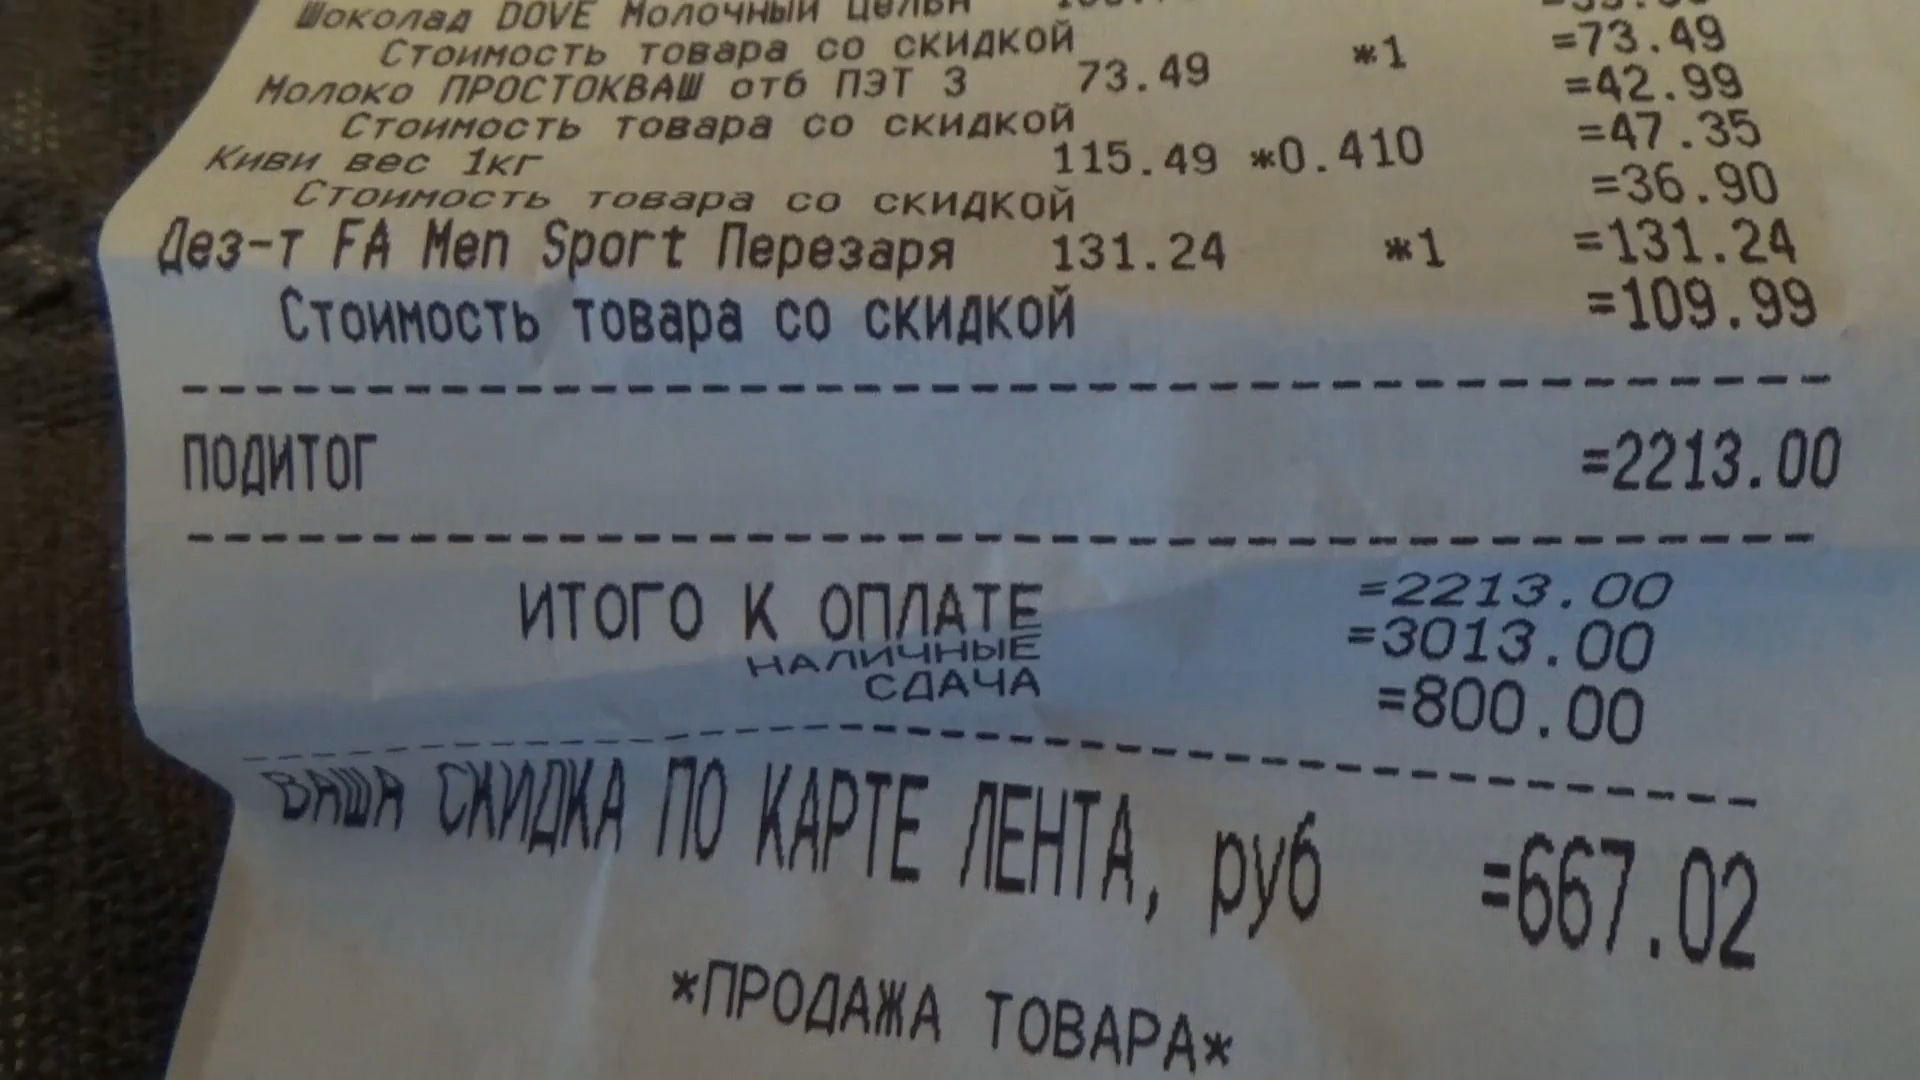 Шоколад DOVE Молочный цельн
Стоимость товара со скидкой =73.49
Молоко ПРОСТОКВАШ отб ПЭТ 3 73.49 *1 =42.99
Стоимость товара со скидкой =47.35
Киви вес 1кг 115.49 *0.410 =36.90
Стоимость товара со скидкой
Дез-т FA Men Sport Перезаря 131.24 *1 =131.24
Стоимость товара со скидкой =109.99
ПОДИТОГ =2213.00
ИТОГО К ОПЛАТЕ =2213.00
НАЛИЧНЫЕ =3013.00
СДАЧА =800.00
ВАША СКИДКА ПО КАРТЕ ЛЕНТА, руб =667.02
*ПРОДАЖА ТОВАРА*